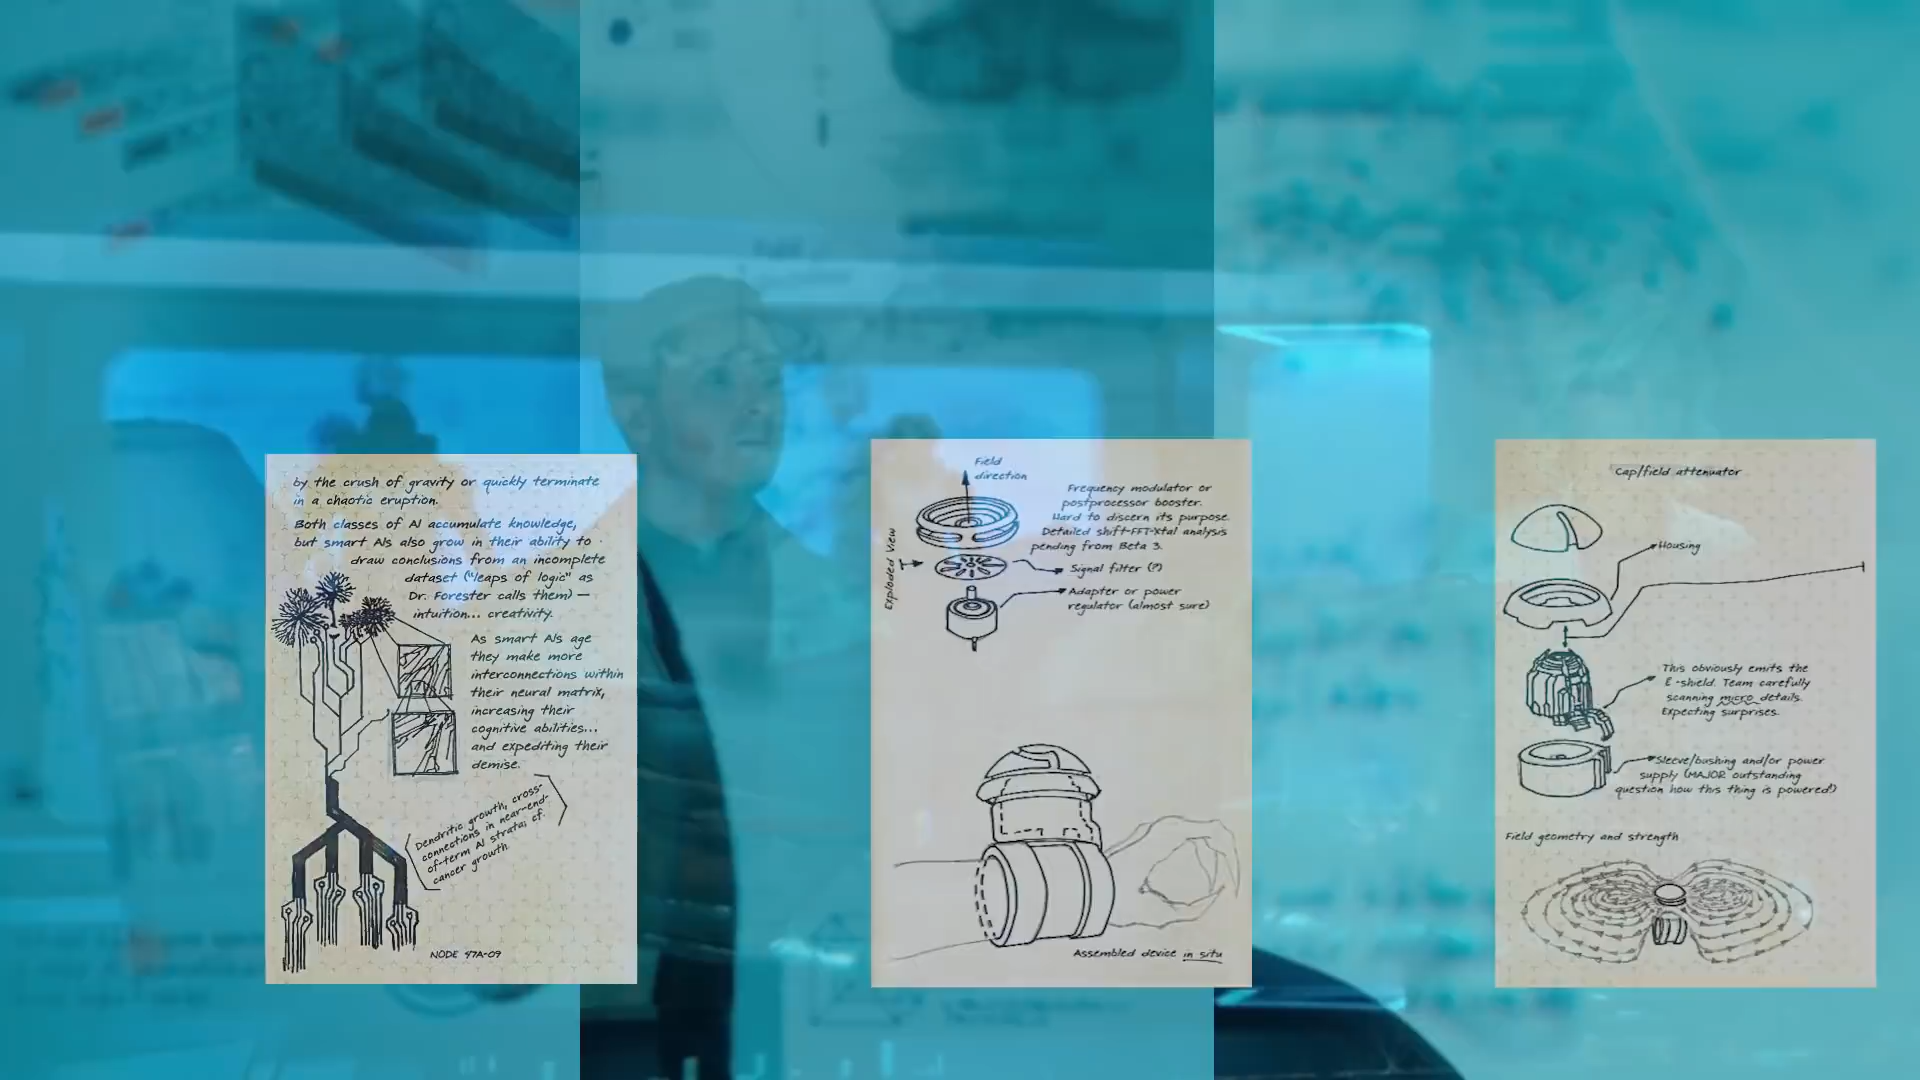 by the crush of gravity or quickly terminate
in a chaotic eruption.
Both classes of AI accumulate knowledge,
but smart AIs also grow in their ability to
draw conclusions from an incomplete
dataset ("leaps of logic" as
Dr. Forester calls them) —
intuition... creativity.
As smart AIs age
they make more
interconnections within
their neural matrix,
increasing their
cognitive abilities...
and expediting their
demise.
Dendritic growth, cross-
connections in near-end-
of-term AI strata; cf.
cancer growth
NODE 47A-09
Field
direction
Exploded View
Frequency modulator or
postprocessor booster.
Hard to discern its purpose.
Detailed shift-FFT-Xtal analysis
pending from Beta 3.
Signal filter (?)
Adapter or power
regulator (almost sure)
Assembled device in situ
Cap/field attenuator
Housing
This obviously emits the
E-shield. Team carefully
scanning micro details.
Expecting surprises.
Sleeve/bushing and/or power
supply (MAJOR outstanding
question how this thing is powered!)
Field geometry and strength